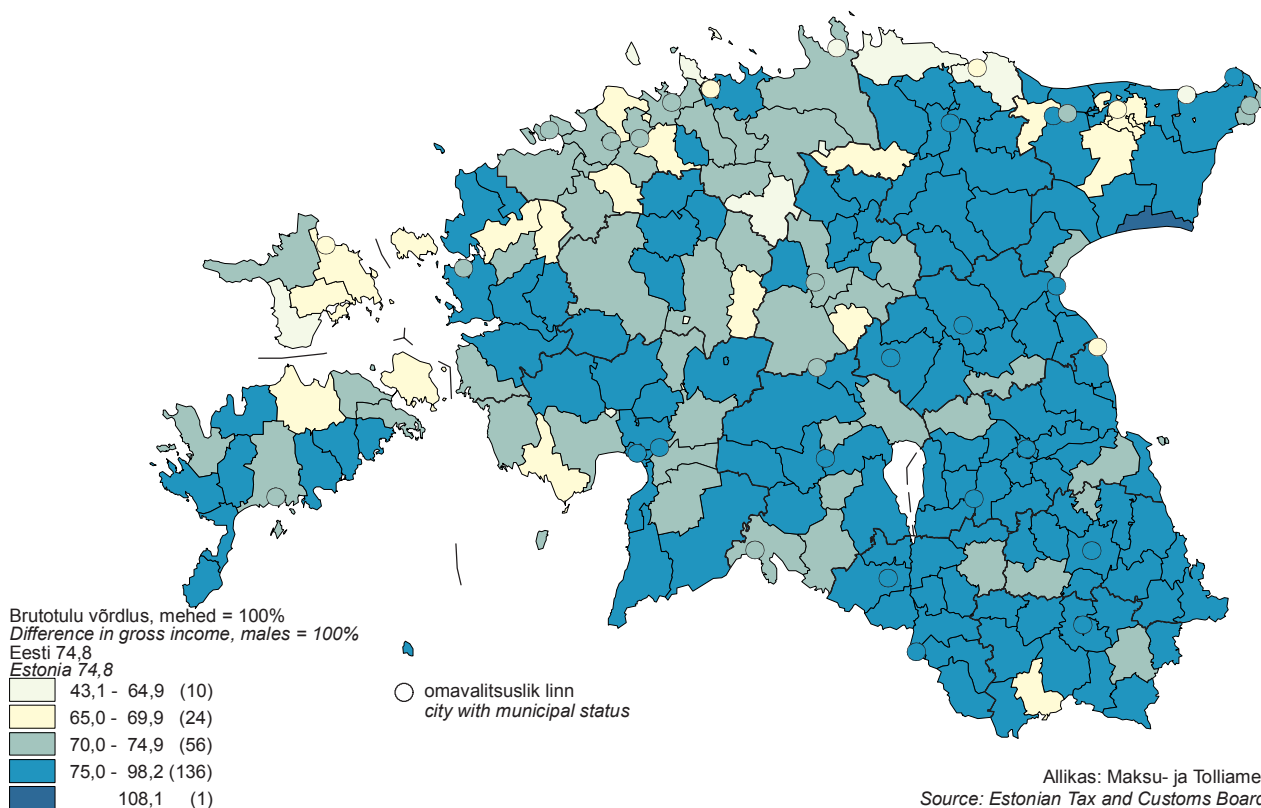 Brutotulu võrdlus, mehed = 100%
Difference in gross income, males = 100%
Eesti 74,8
Estonia 74,8
43,1 - 64,9 (10)
65,0 - 69,9 (24)
70,0 - 74,9 (56)
75,0 - 98,2 (136)
108,1 (1)
omavalitsuslik linn
city with municipal status
Allikas: Maksu- ja Tolliame
Source: Estonian Tax and Customs Board